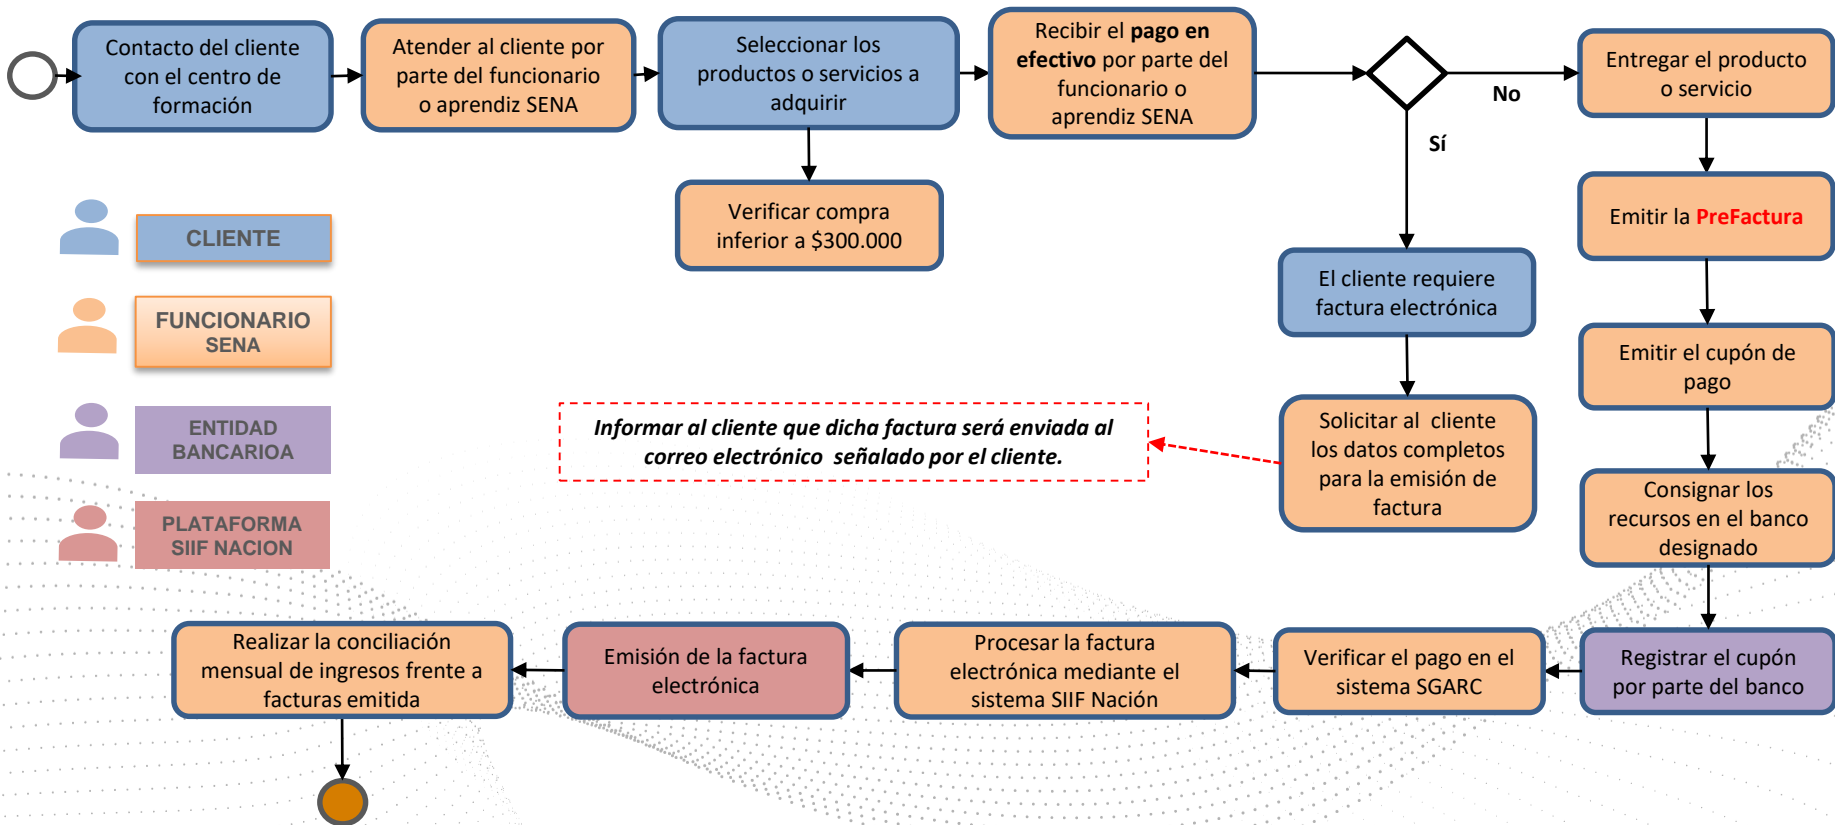 Contacto del cliente
con el centro de
formación
Atender al cliente por
parte del funcionario
o aprendiz SENA
Seleccionar los
productos o servicios a
adquirir
Recibir el pago en
efectivo por parte del
funcionario o
aprendiz SENA
No
Entregar el producto
o servicio
Sí
Verificar compra
inferior a $300.000
Emitir la PreFactura
CLIENTE
El cliente requiere
factura electrónica
FUNCIONARIO
SENA
Emitir el cupón de
pago
ENTIDAD
BANCARIOA
Informar al cliente que dicha factura será enviada al
correo electrónico señalado por el cliente.
Solicitar al cliente
los datos completos
para la emisión de
factura
Consignar los
recursos en el banco
designado
PLATAFORMA
SIIF NACION
Realizar la conciliación
mensual de ingresos frente a
facturas emitida
Emisión de la factura
electrónica
Procesar la factura
electrónica mediante el
sistema SIIF Nación
Verificar el pago en el
sistema SGARC
Registrar el cupón
por parte del banco